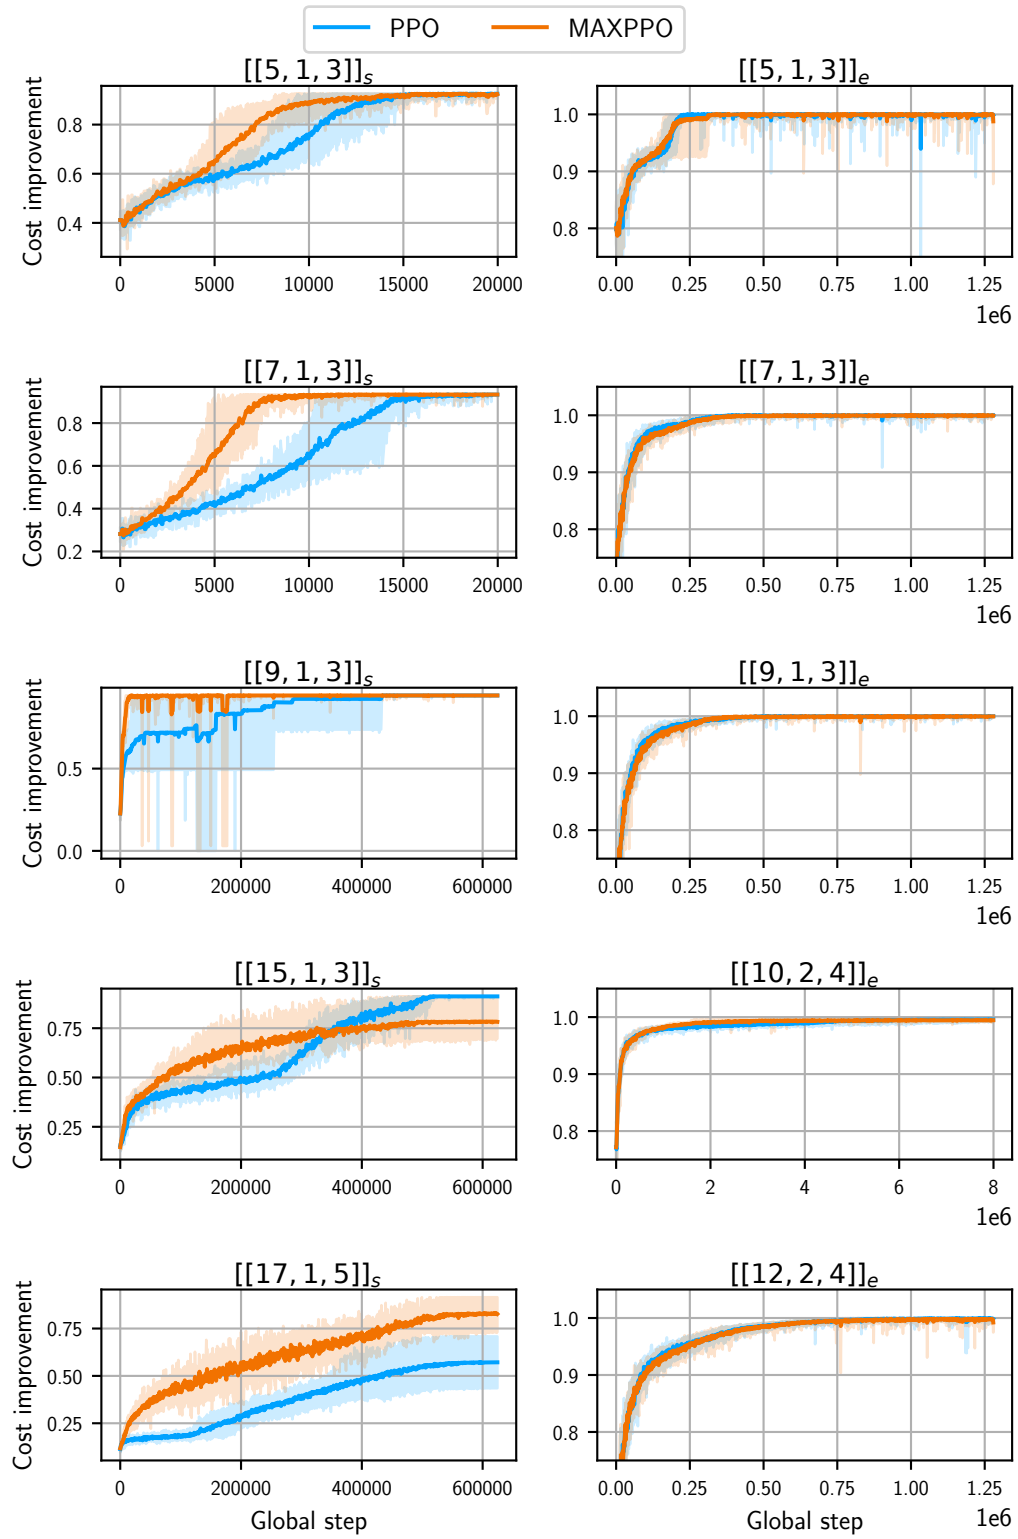 PPO MAXPPO
[[5, 1, 3]]s [[5, 1, 3]]e
Cost improvement
0.8
0.6
0.4
0 5000 10000 15000 20000
1.0
0.9
0.8
0.00 0.25 0.50 0.75 1.00 1.25
1e6
[[7, 1, 3]]s [[7, 1, 3]]e
Cost improvement
0.8
0.6
0.4
0.2
0 5000 10000 15000 20000
1.0
0.9
0.8
0.00 0.25 0.50 0.75 1.00 1.25
1e6
[[9, 1, 3]]s [[9, 1, 3]]e
Cost improvement
0.5
0.0
0 200000 400000 600000
1.0
0.9
0.8
0.00 0.25 0.50 0.75 1.00 1.25
1e6
[[15, 1, 3]]s [[10, 2, 4]]e
Cost improvement
0.75
0.50
0.25
0 200000 400000 600000
1.0
0.9
0.8
0 2 4 6 8
1e6
[[17, 1, 5]]s [[12, 2, 4]]e
Cost improvement
0.75
0.50
0.25
0 200000 400000 600000
Global step
1.0
0.9
0.8
0.00 0.25 0.50 0.75 1.00 1.25
Global step 1e6